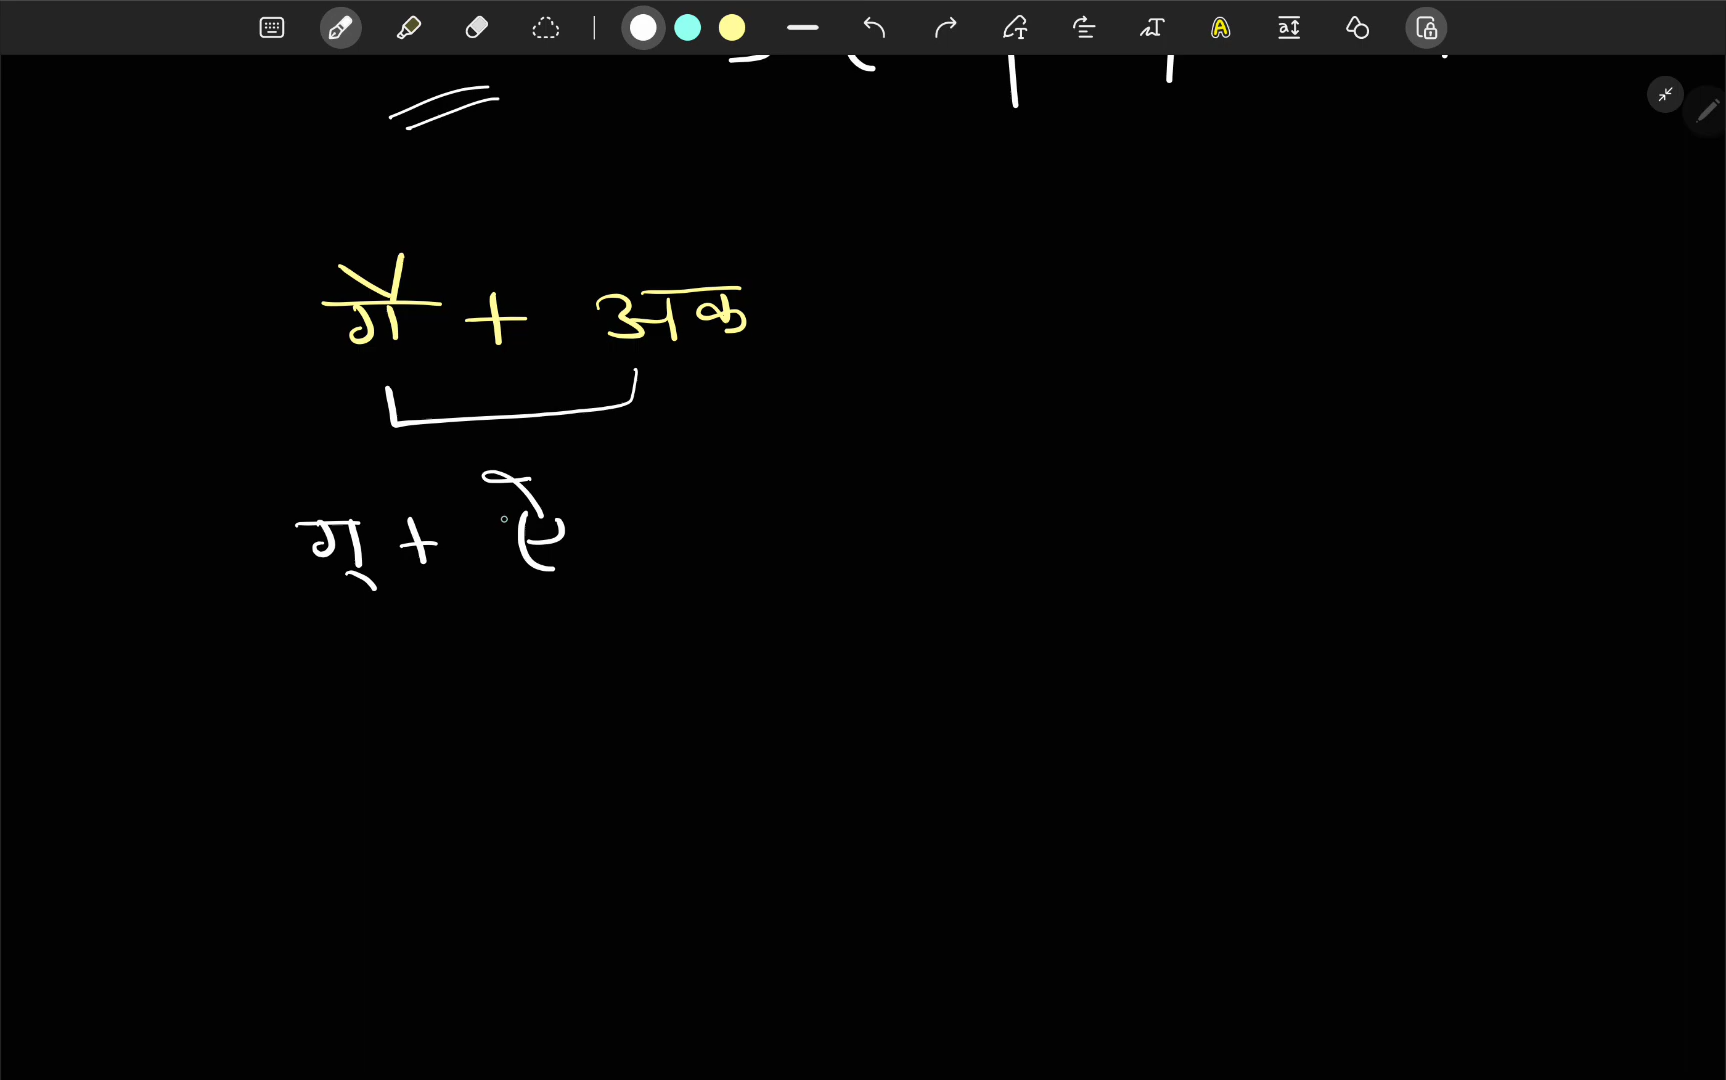 गै + अक
ग् + ऐ